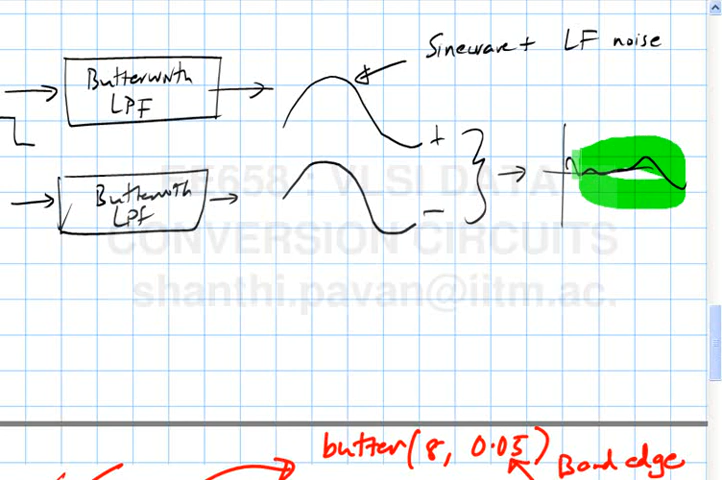 Sinewave + LF noise
Butterworth
LPF
+
Butterwoth
LPF
-
EE658 : VLSI DATA
CONVERSION CIRCUITS
shanthi.pavan@iitm.ac.
butter(8, 0.05)
Band edge